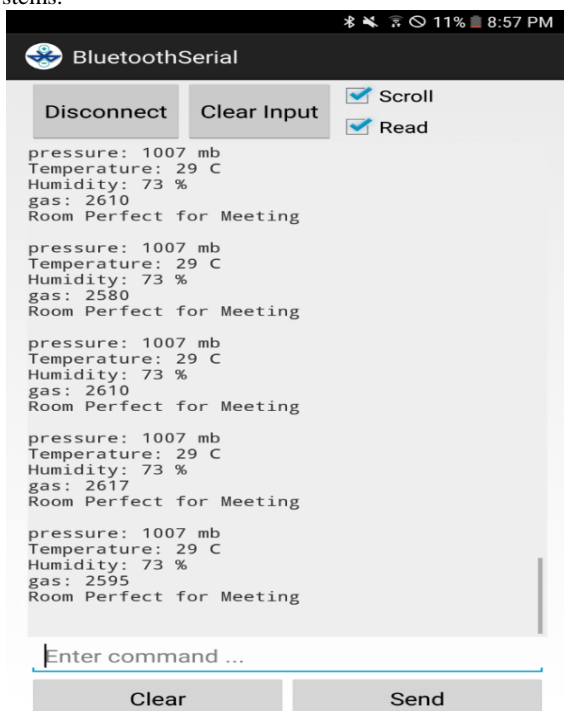 stems.
11% 8:57 PM
BluetoothSerial
Disconnect Clear Input Scroll
Read
pressure: 1007 mb
Temperature: 29 C
Humidity: 73 %
gas: 2610
Room Perfect for Meeting
pressure: 1007 mb
Temperature: 29 C
Humidity: 73 %
gas: 2580
Room Perfect for Meeting
pressure: 1007 mb
Temperature: 29 C
Humidity: 73 %
gas: 2610
Room Perfect for Meeting
pressure: 1007 mb
Temperature: 29 C
Humidity: 73 %
gas: 2617
Room Perfect for Meeting
pressure: 1007 mb
Temperature: 29 C
Humidity: 73 %
gas: 2595
Room Perfect for Meeting
Enter command ...
Clear Send